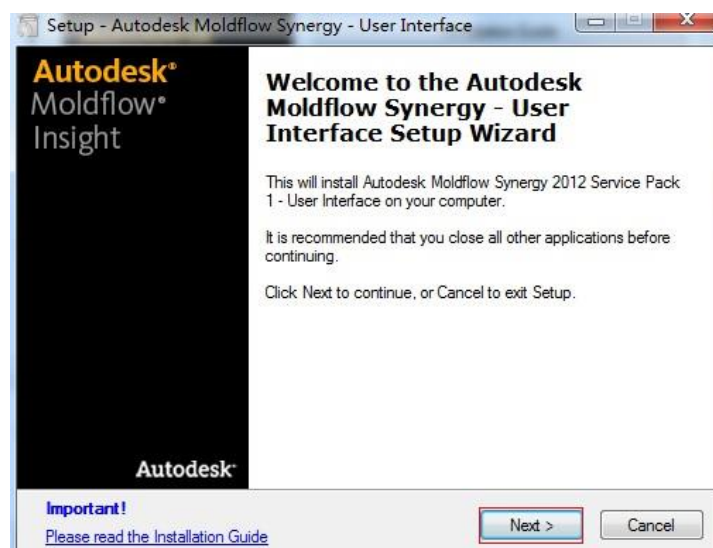 Setup - Autodesk Moldflow Synergy - User Interface
Autodesk®
Moldflow®
Insight
Welcome to the Autodesk
Moldflow Synergy - User
Interface Setup Wizard
This will install Autodesk Moldflow Synergy 2012 Service Pack
1 - User Interface on your computer.
It is recommended that you close all other applications before
continuing.
Click Next to continue, or Cancel to exit Setup.
Autodesk®
Important!
Please read the Installation Guide
Next >
Cancel